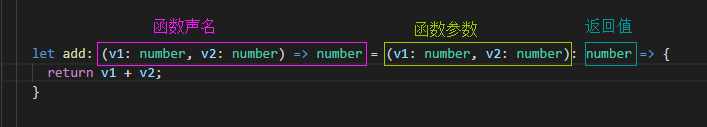 函数声名 函数参数 返回值
let add: (v1: number, v2: number) => number = (v1: number, v2: number): number => {
return v1 + v2;
}